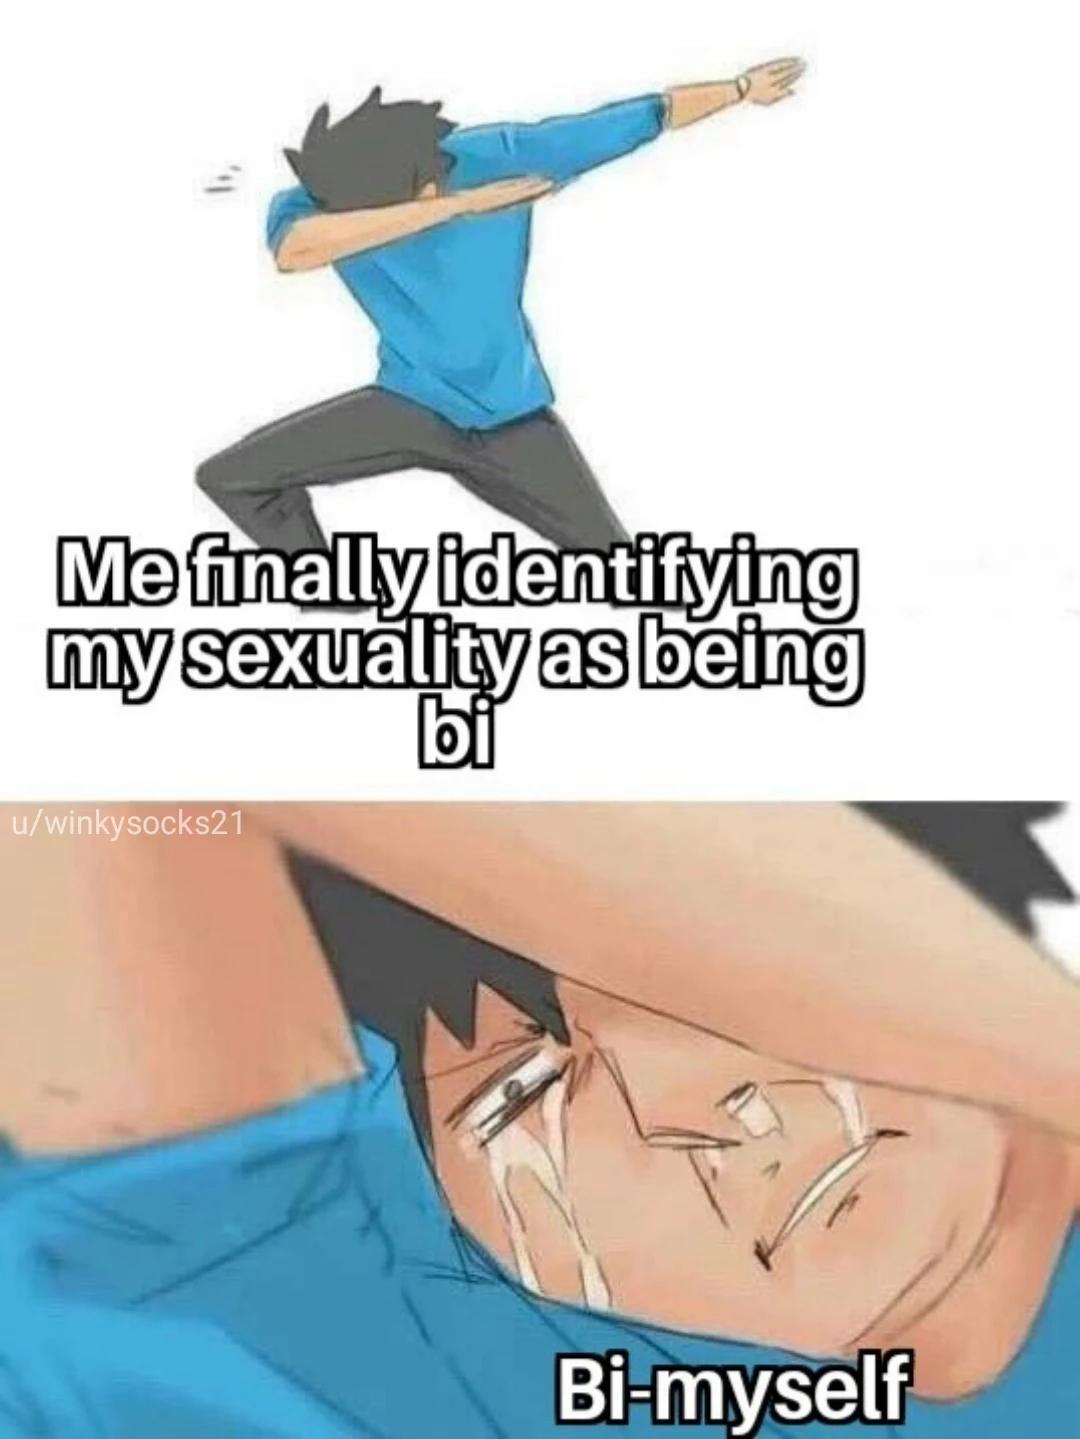 Me finally identifying
my sexuality as being
bi
u/winkysocks21
Bi-myself